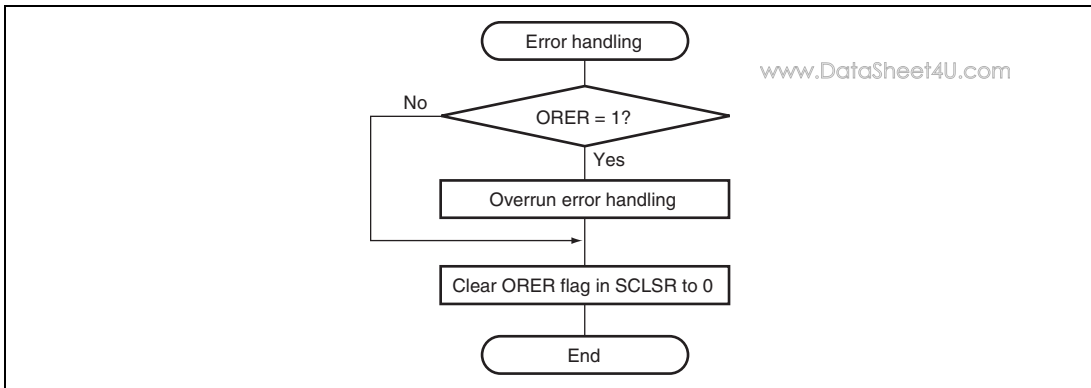 Error handling
www.DataSheet4U.com
No
ORER = 1?
Yes
Overrun error handling
Clear ORER flag in SCLSR to 0
End